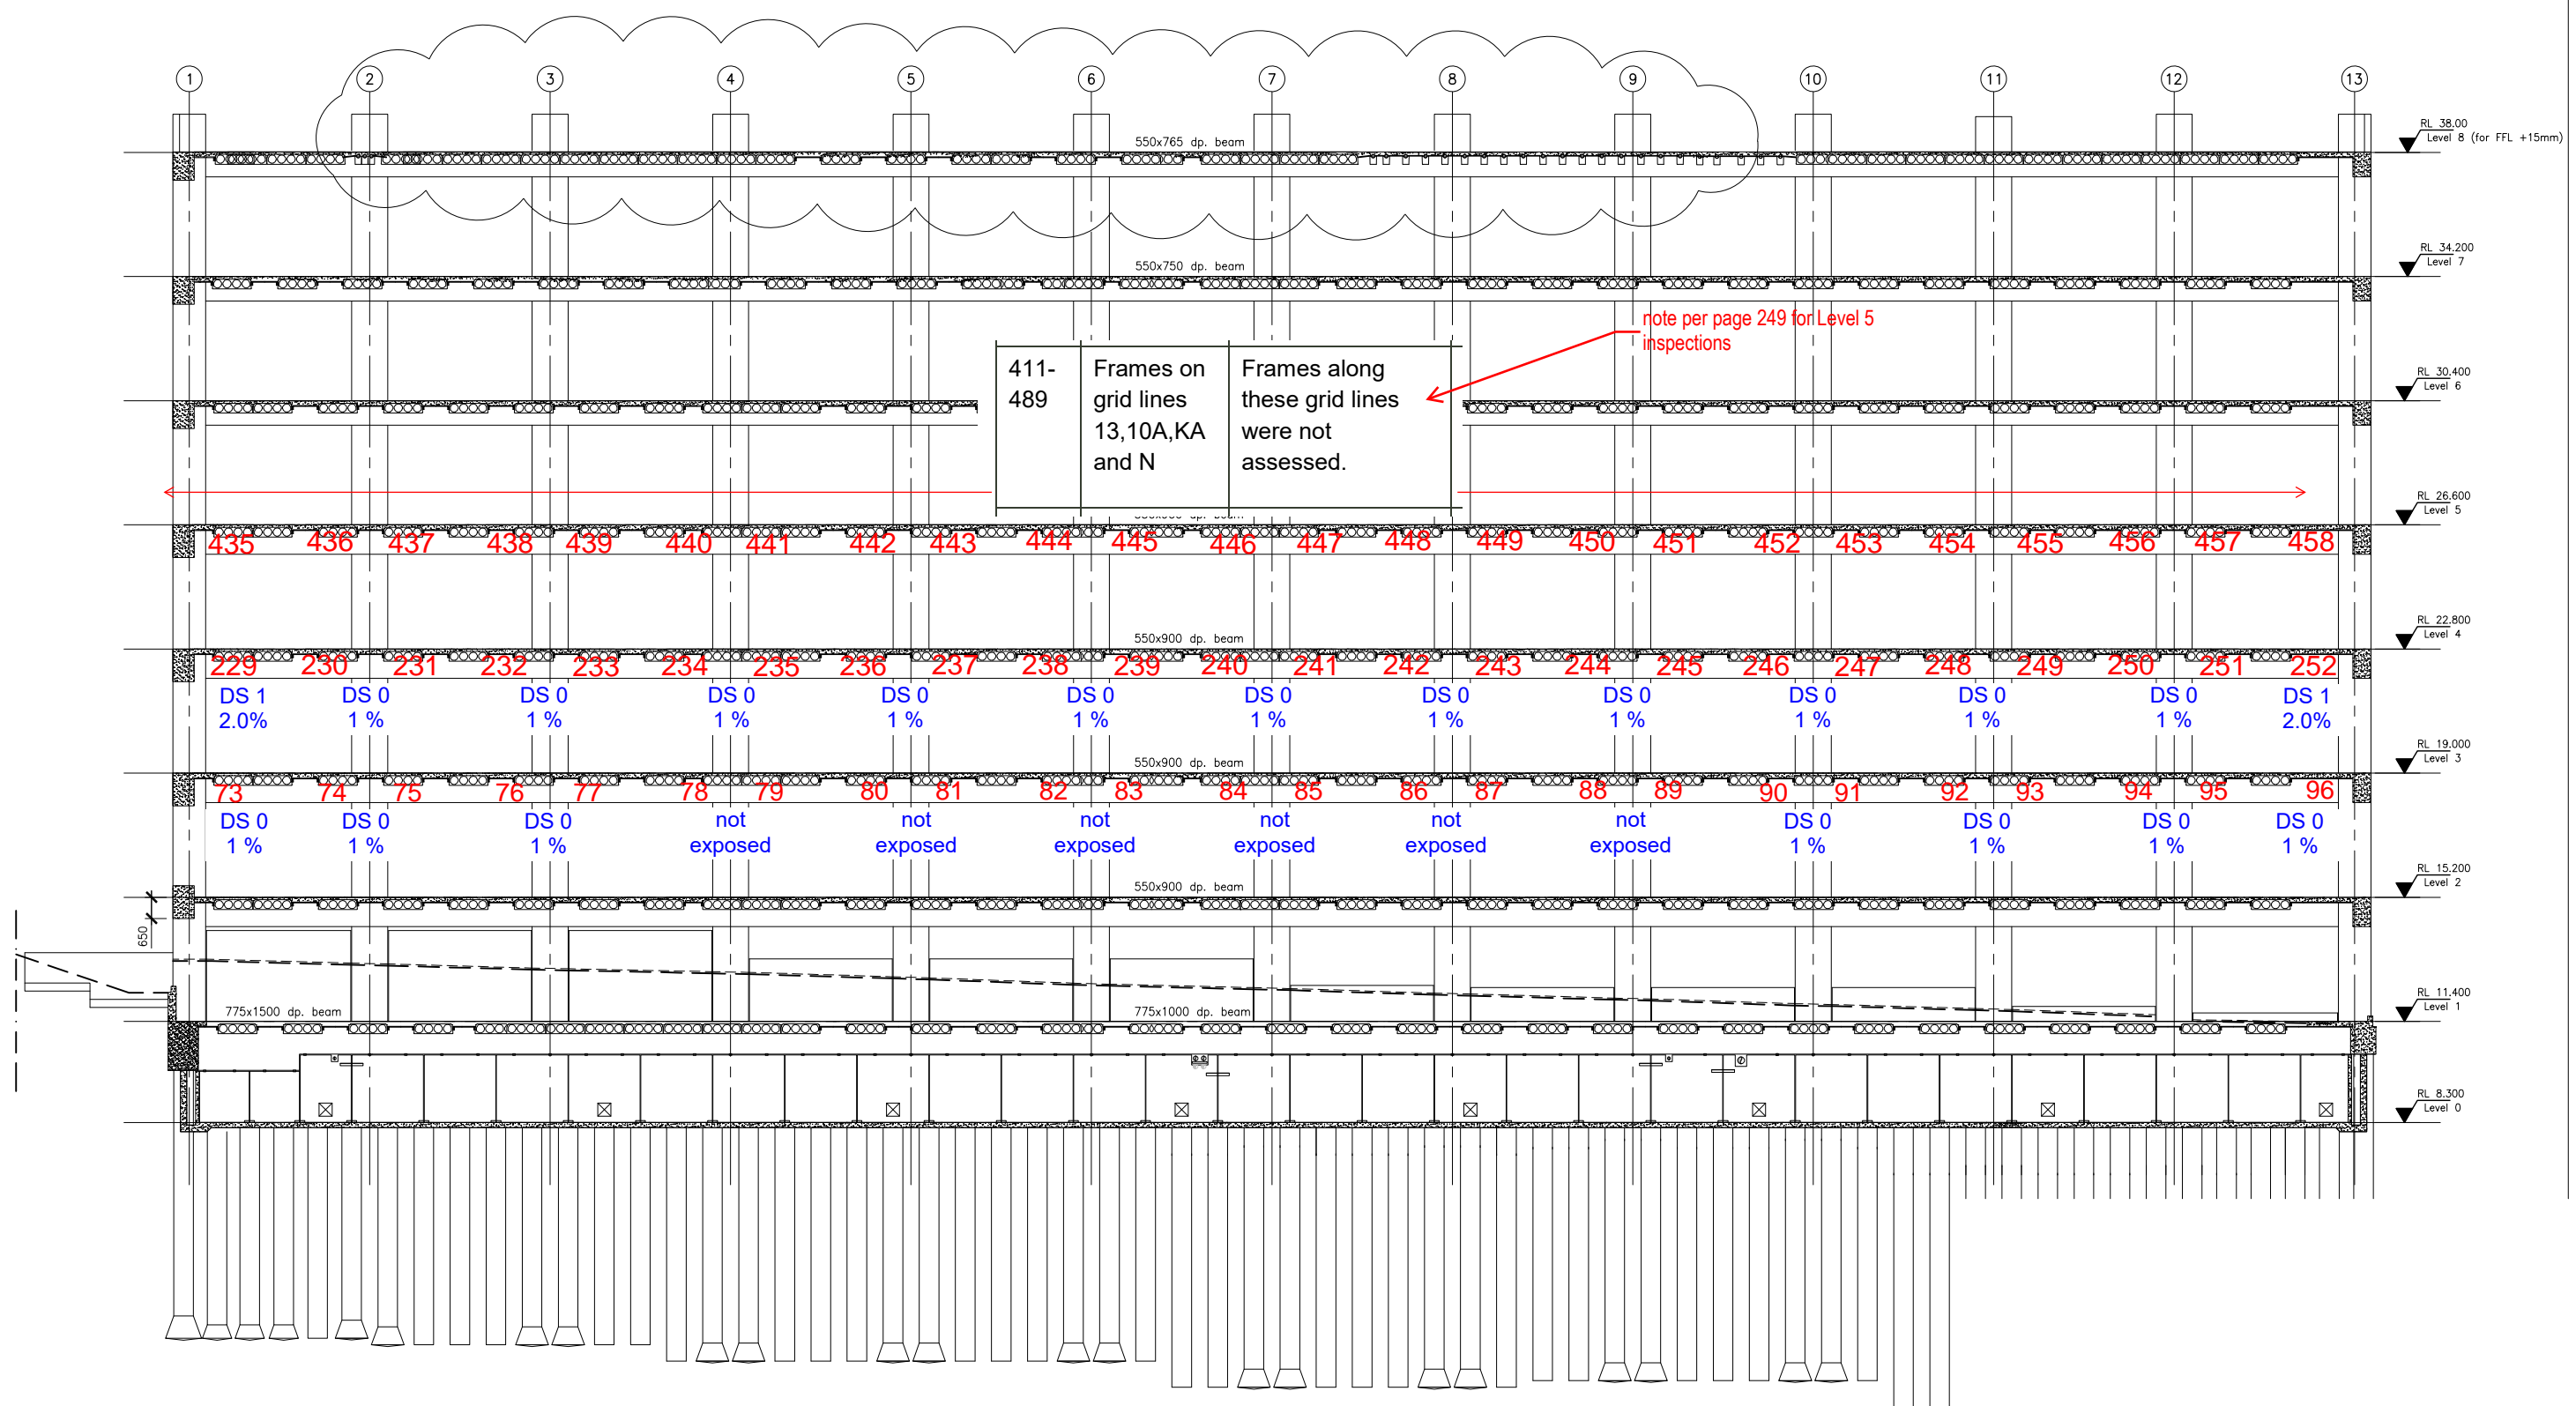 1 2 3 4 5 6 7 8 9 10 11 12 13
RL 38.00
Level 8 (for FFL +15mm)
550x765 dp. beam
RL 34.200
Level 7
550x750 dp. beam
note per page 249 for Level 5
inspections
411-
489
Frames on
grid lines
13,10A,KA
and N
Frames along
these grid lines
were not
assessed.
RL 30.400
Level 6
RL 26.600
Level 5
435 436 437 438 439 440 441 442 443 444 445 446 447 448 449 450 451 452 453 454 455 456 457 458
RL 22.800
Level 4
550x900 dp. beam
229 230 231 232 233 234 235 236 237 238 239 240 241 242 243 244 245 246 247 248 249 250 251 252
DS 1 DS 0 DS 0 DS 0 DS 0 DS 0 DS 0 DS 0 DS 0 DS 0 DS 0 DS 0 DS 1
2.0% 1 % 1 % 1 % 1 % 1 % 1 % 1 % 1 % 1 % 1 % 1 % 2.0%
RL 19.000
Level 3
550x900 dp. beam
73 74 75 76 77 78 79 80 81 82 83 84 85 86 87 88 89 90 91 92 93 94 95 96
DS 0 DS 0 DS 0 not not not not not not DS 0 DS 0 DS 0 DS 0
1 % 1 % 1 % exposed exposed exposed exposed exposed exposed 1 % 1 % 1 % 1 %
RL 15.200
Level 2
550x900 dp. beam
650
RL 11.400
Level 1
775x1500 dp. beam
775x1000 dp. beam
RL 8.300
Level 0